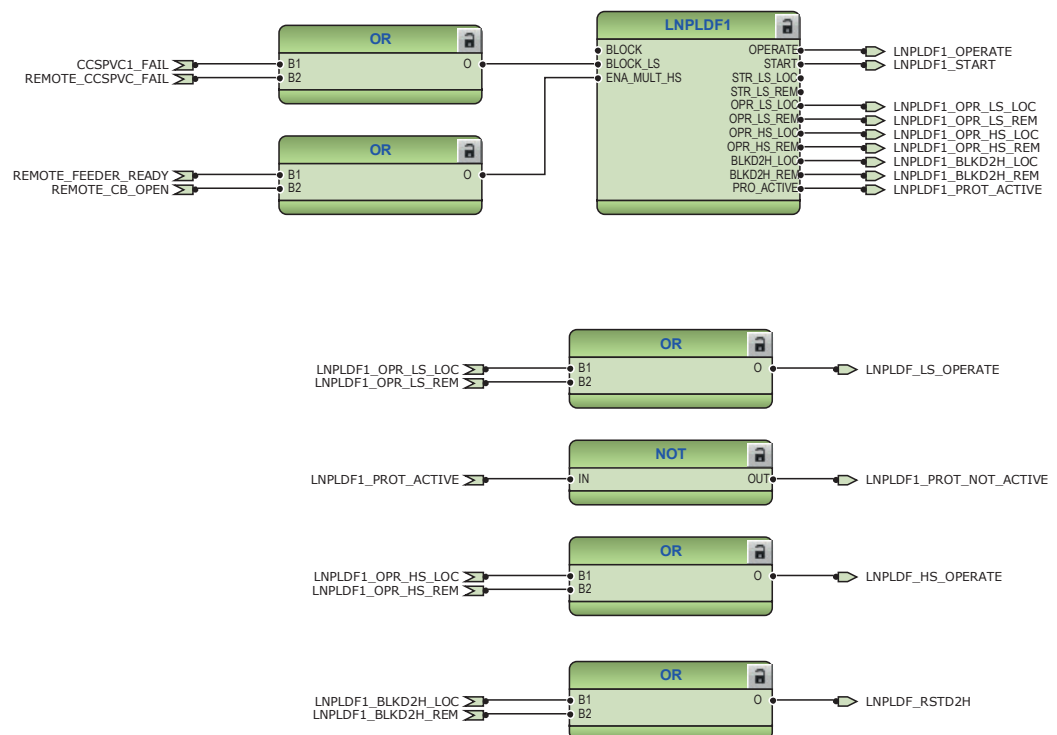 OR
CCSPVC1_FAIL
REMOTE_CCSPVC_FAIL
B1
B2
O
OR
REMOTE_FEEDER_READY
REMOTE_CB_OPEN
B1
B2
O
LNPLDF1
BLOCK
BLOCK_LS
ENA_MULT_HS
OPERATE
START
STR_LS_LOC
STR_LS_REM
OPR_LS_LOC
OPR_LS_REM
OPR_HS_LOC
OPR_HS_REM
BLKD2H_LOC
BLKD2H_REM
PRO_ACTIVE
LNPLDF1_OPERATE
LNPLDF1_START
LNPLDF1_OPR_LS_LOC
LNPLDF1_OPR_LS_REM
LNPLDF1_OPR_HS_LOC
LNPLDF1_OPR_HS_REM
LNPLDF1_BLKD2H_LOC
LNPLDF1_BLKD2H_REM
LNPLDF1_PROT_ACTIVE
OR
LNPLDF1_OPR_LS_LOC
LNPLDF1_OPR_LS_REM
B1
B2
O
LNPLDF_LS_OPERATE
NOT
LNPLDF1_PROT_ACTIVE
IN
OUT
LNPLDF1_PROT_NOT_ACTIVE
OR
LNPLDF1_OPR_HS_LOC
LNPLDF1_OPR_HS_REM
B1
B2
O
LNPLDF_HS_OPERATE
OR
LNPLDF1_BLKD2H_LOC
LNPLDF1_BLKD2H_REM
B1
B2
O
LNPLDF_RSTD2H